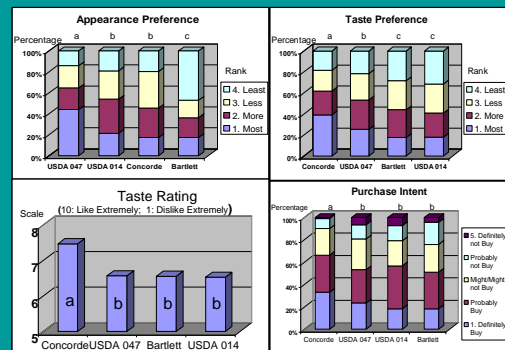 Appearance Preference
Percentage
a b b c
100%
80%
60%
40%
20%
0%
USDA 047 USDA 014 Concorde Bartlett
Rank
4. Least
3. Less
2. More
1. Most
Taste Preference
Percentage
a b c c
100%
80%
60%
40%
20%
0%
Concorde USDA 047 Bartlett USDA 014
Rank
4. Least
3. Less
2. More
1. Most
Taste Rating
(10: Like Extremely; 1: Dislike Extremely)
Scale
8
7
6
5
a b b b
Concorde USDA 047 Bartlett USDA 014
Purchase Intent
Percentage
a b b b
100%
80%
60%
40%
20%
0%
Concorde USDA 047 USDA 014 Bartlett
5. Definitely
not Buy
Probably
not Buy
Might/Might
not Buy
Probably
Buy
1. Definitely
Buy